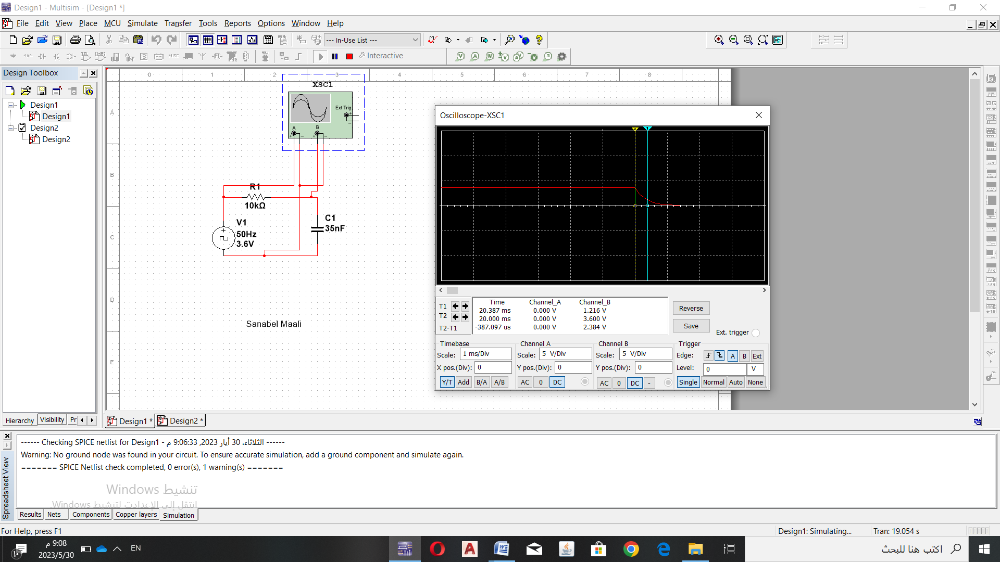 Design1 - Multisim - [Design1 *]
File Edit View Place MCU Simulate Transfer Tools Reports Options Window Help
--- In-Use List ---
MISC
Interactive
Design Toolbox
Design1
Design1
Design2
Design2
0 1 2 3 4 5 6 7 8
A
B
C
D
E
XSC1
Ext Trig
+
−
A B
+ − + −
R1
10kΩ
V1
50Hz
3.6V
C1
35nF
Sanabel Maali
Oscilloscope-XSC1
2 1
Time Channel_A Channel_B
T1 20.387 ms 0.000 V 1.216 V
T2 20.000 ms 0.000 V 3.600 V
T2-T1 -387.097 us 0.000 V 2.384 V
Reverse
Save
Ext. trigger
Timebase Channel A Channel B Trigger
Scale: 1 ms/Div Scale: 5 V/Div Scale: 5 V/Div Edge: A B Ext
X pos.(Div): 0 Y pos.(Div): 0 Y pos.(Div): 0 Level: 0 V
Y/T Add B/A A/B AC 0 DC AC 0 DC - Single Normal Auto None
Hierarchy Visibility Pr
Design1 * Design2 *
Spreadsheet View
------ Checking SPICE netlist for Design1 - الثلاثاء، 30 أيار 2023, 9:06:33 م ------
Warning: No ground node was found in your circuit. To ensure accurate simulation, add a ground component and simulate again.
======= SPICE Netlist check completed, 0 error(s), 1 warning(s) =======
تنشيط Windows
انتقل إلى الإعدادت لتنشيط Windows
Results Nets Components Copper layers Simulation
For Help, press F1
Design1: Simulating... Tran: 19.054 s
9:08 م
2023/5/30
EN
اكتب هنا للبحث